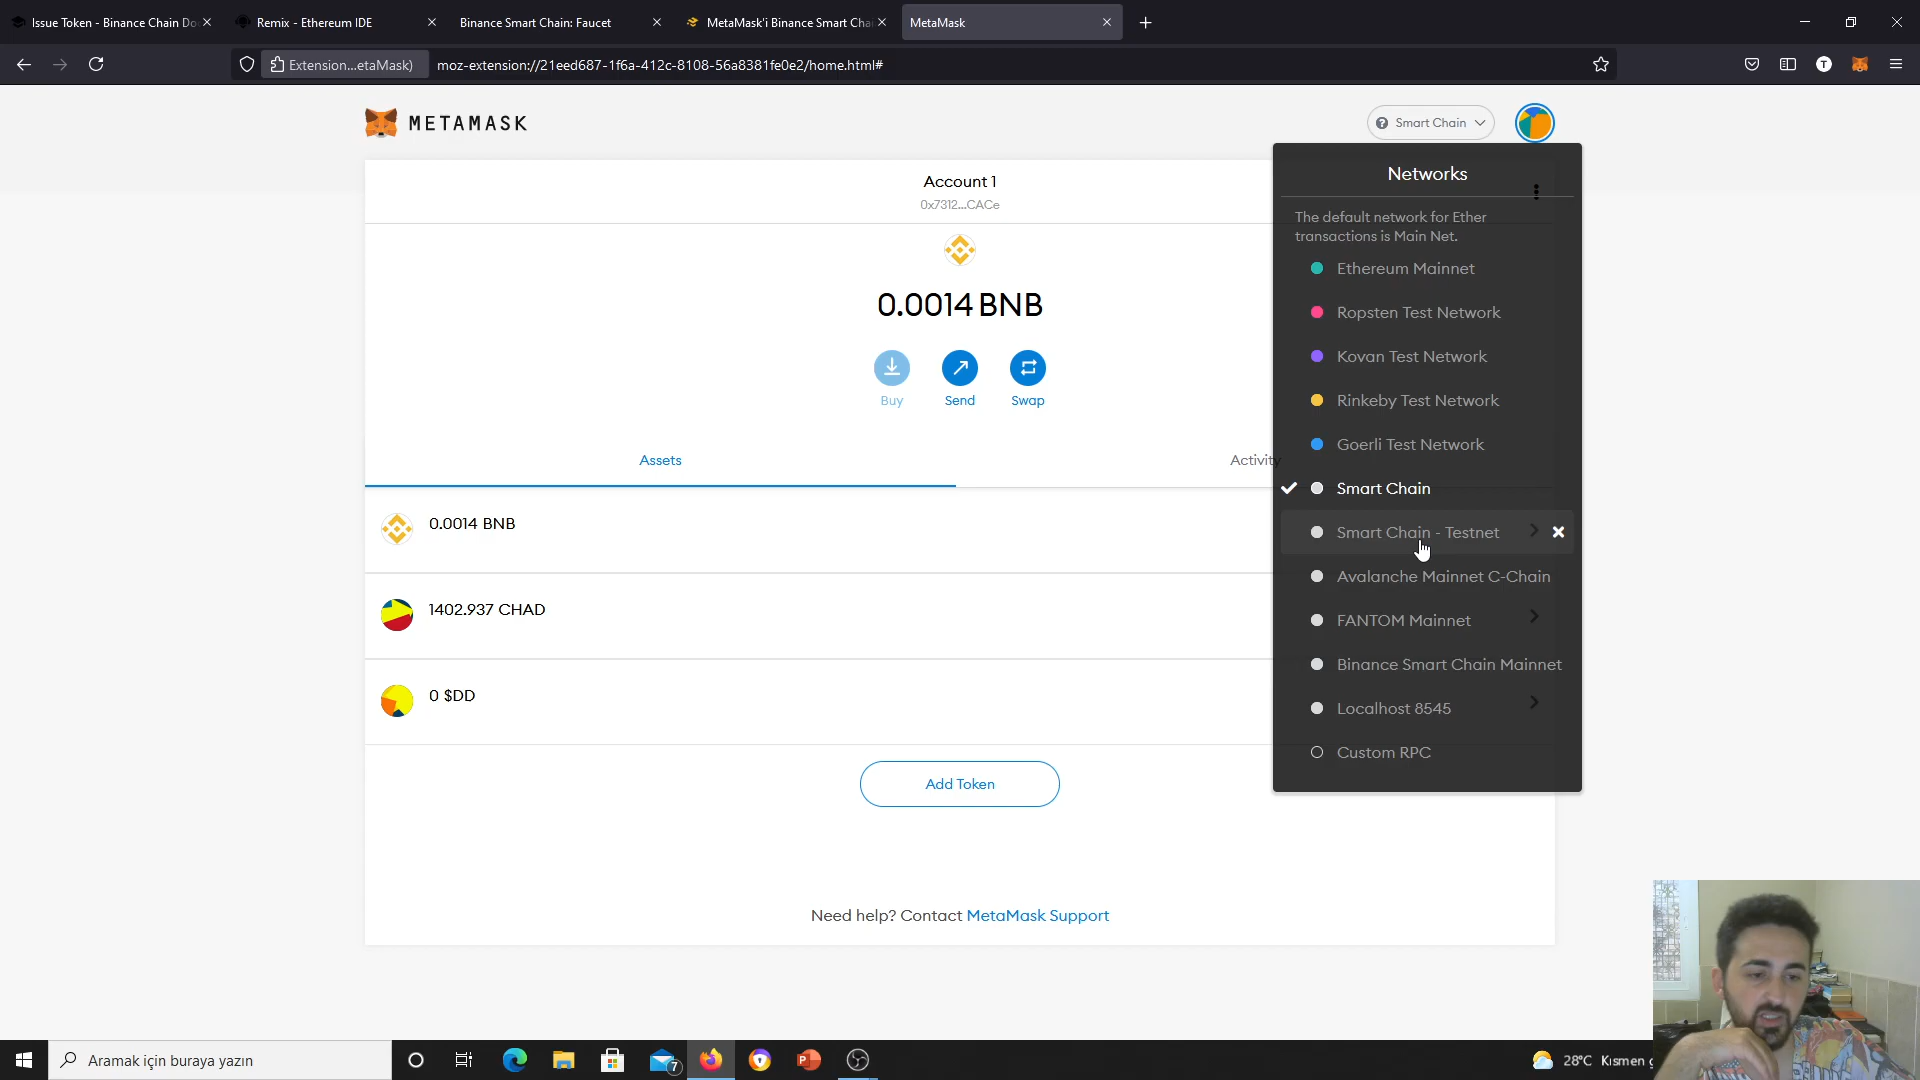 Issue Token - Binance Chain Do
Remix - Ethereum IDE
Binance Smart Chain: Faucet
MetaMask'i Binance Smart Cha
MetaMask
Extension...etaMask)
moz-extension://21eed687-1f6a-412c-8108-56a8381fe0e2/home.html#
T
METAMASK
Smart Chain
Account 1
0x7312...CACe
0.0014 BNB
Buy
Send
Swap
Assets
Activity
0.0014 BNB
1402.937 CHAD
0 $DD
Add Token
Need help? Contact MetaMask Support
Networks
The default network for Ether
transactions is Main Net.
Ethereum Mainnet
Ropsten Test Network
Kovan Test Network
Rinkeby Test Network
Goerli Test Network
Smart Chain
Smart Chain - Testnet
Avalanche Mainnet C-Chain
FANTOM Mainnet
Binance Smart Chain Mainnet
Localhost 8545
Custom RPC
Aramak için buraya yazın
7
28°C Kısmen